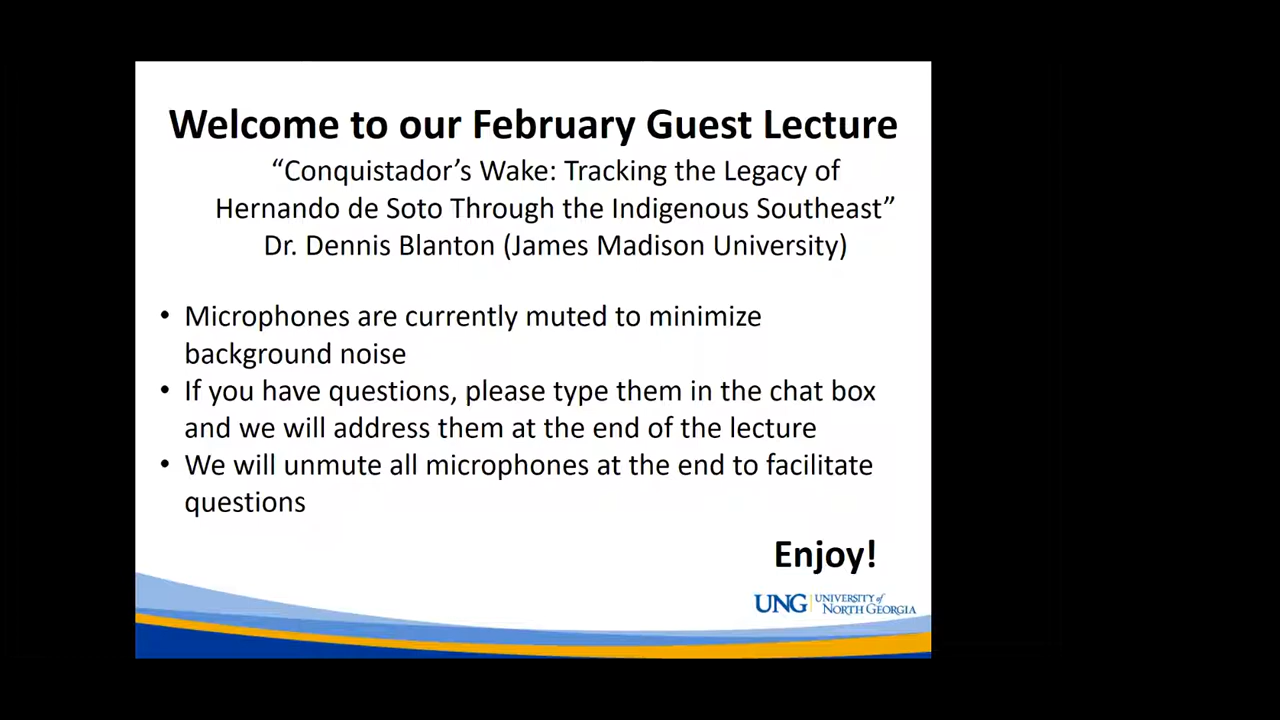 Welcome to our February Guest Lecture
“Conquistador’s Wake: Tracking the Legacy of
Hernando de Soto Through the Indigenous Southeast”
Dr. Dennis Blanton (James Madison University)
• Microphones are currently muted to minimize
background noise
• If you have questions, please type them in the chat box
and we will address them at the end of the lecture
• We will unmute all microphones at the end to facilitate
questions
Enjoy!
UNG UNIVERSITY of
NORTH GEORGIA